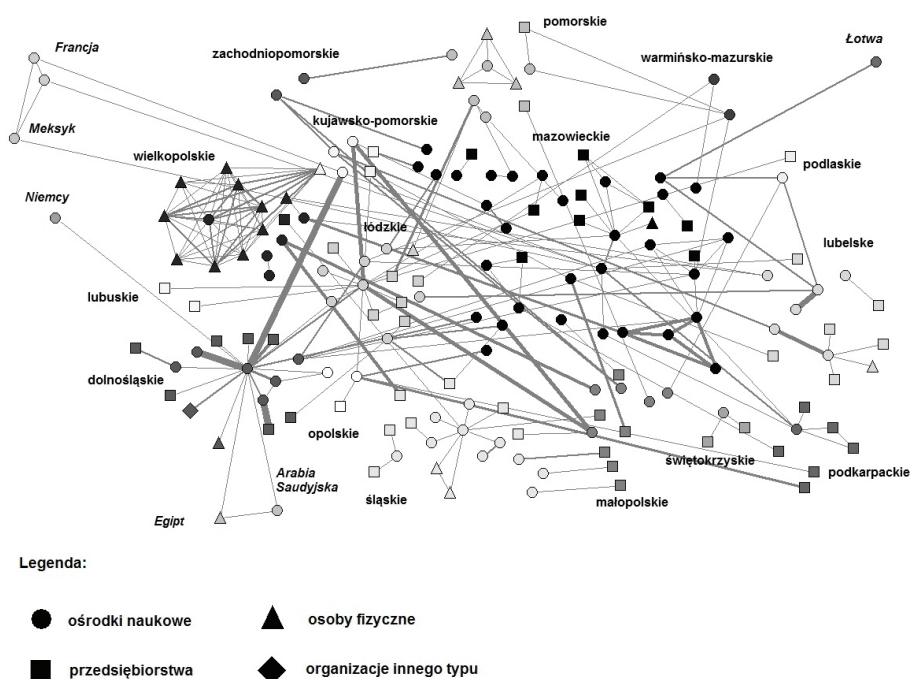 Francja
zachodniopomorskie
pomorskie
warmińsko-mazurskie
Łotwa
Meksyk
kujawsko-pomorskie
mazowieckie
wielkopolskie
podlaskie
Niemcy
łódzkie
lubelskie
lubuskie
dolnośląskie
opolskie
świętokrzyskie
Arabia
Saudyjska
śląskie
małopolskie
podkarpackie
Egipt
Legenda:
ośrodki naukowe
osoby fizyczne
przedsiębiorstwa
organizacje innego typu